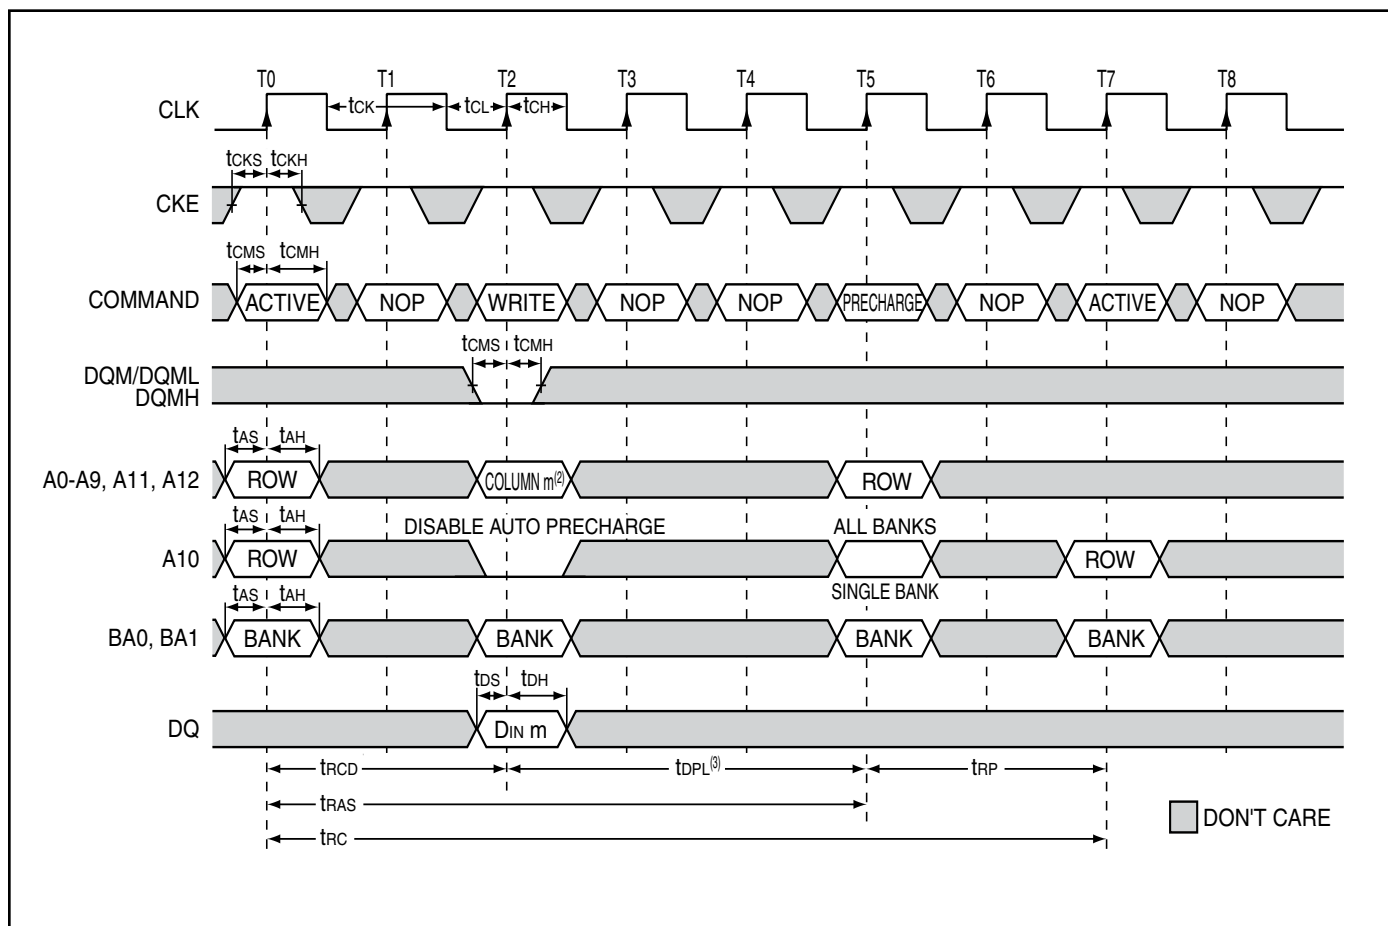 T0 T1 T2 T3 T4 T5 T6 T7 T8
CLK tCK tCL tCH
tCKS tCKH
CKE
tCMS tCMH
COMMAND ACTIVE NOP WRITE NOP NOP PRECHARGE NOP ACTIVE NOP
tCMS tCMH
DQM/DQML
DQMH
tAS tAH
A0-A9, A11, A12 ROW COLUMN m(2) ROW
tAS tAH DISABLE AUTO PRECHARGE ALL BANKS
A10 ROW ROW
tAS tAH SINGLE BANK
BA0, BA1 BANK BANK BANK BANK
tDS tDH
DQ DIN m
tRCD tDPL(3) tRP
tRAS
DON'T CARE
tRC